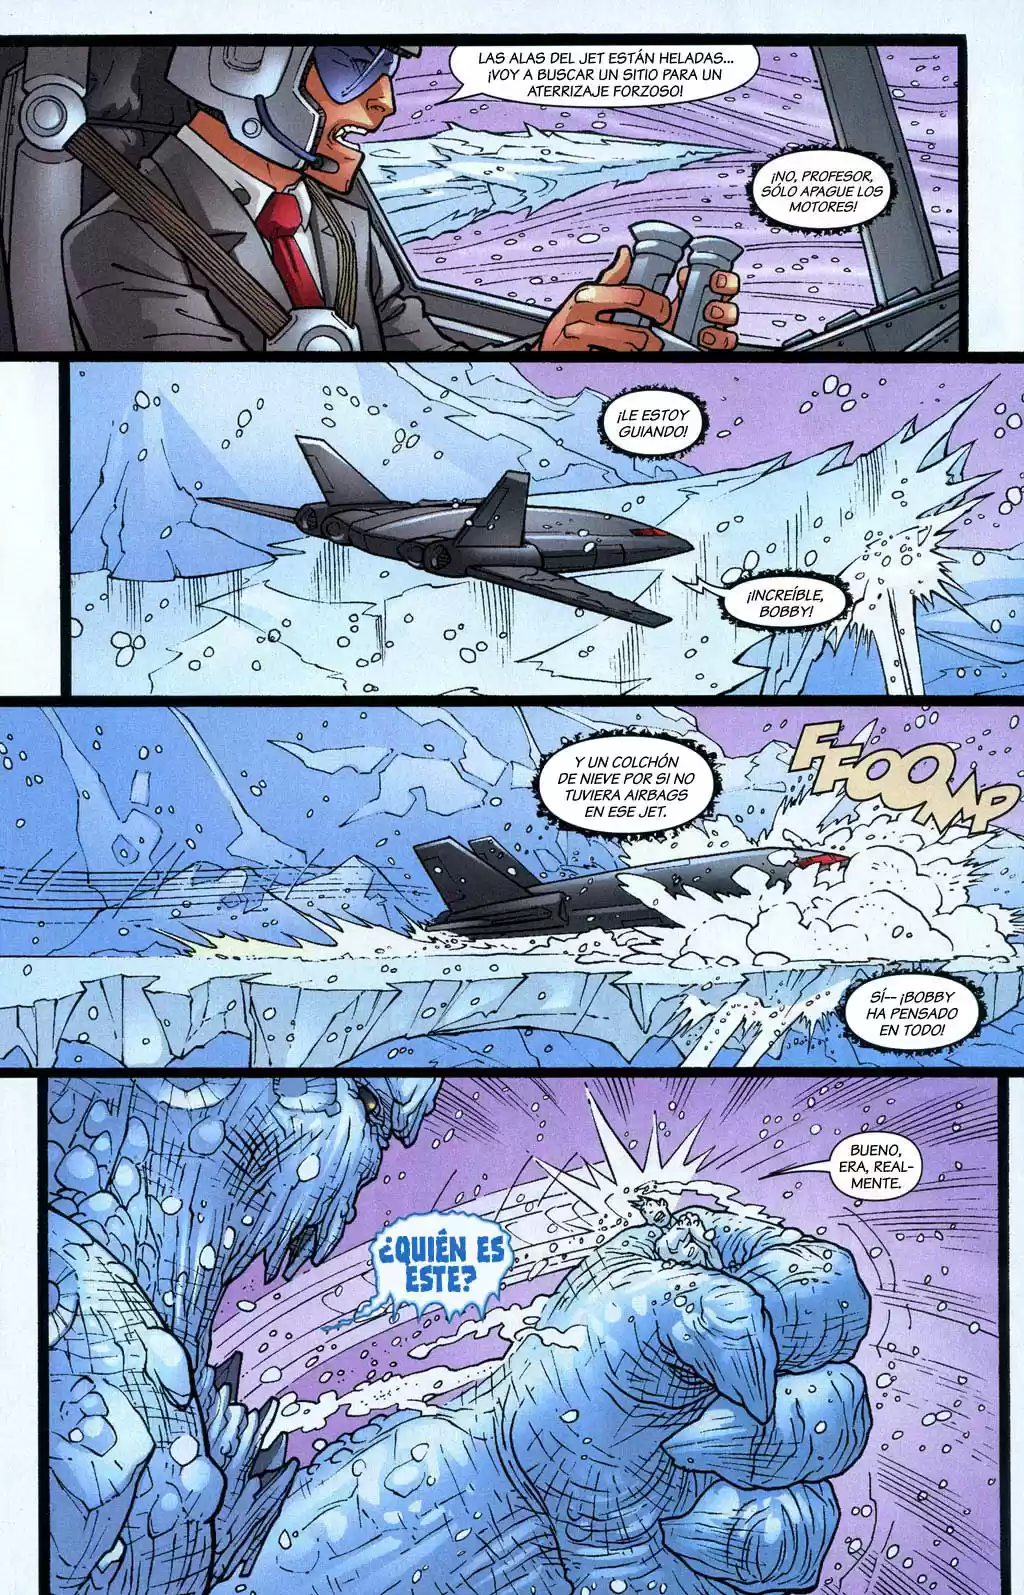 LAS ALAS DEL JET ESTÁN HELADAS...
¡VOY A BUSCAR UN SITIO PARA UN
ATERRIZAJE FORZOSO!
¡NO, PROFESOR,
SÓLO APAGUE LOS
MOTORES!
¡LE ESTOY
GUIANDO!
¡INCREÍBLE,
BOBBY!
Y UN COLCHÓN
DE NIEVE POR SI NO
TUVIERA AIRBAGS
EN ESE JET.
FFOOOMP
SÍ-- ¡BOBBY
HA PENSADO
EN TODO!
BUENO,
ERA, REAL-
MENTE.
¿QUIÉN ES
ESTE?